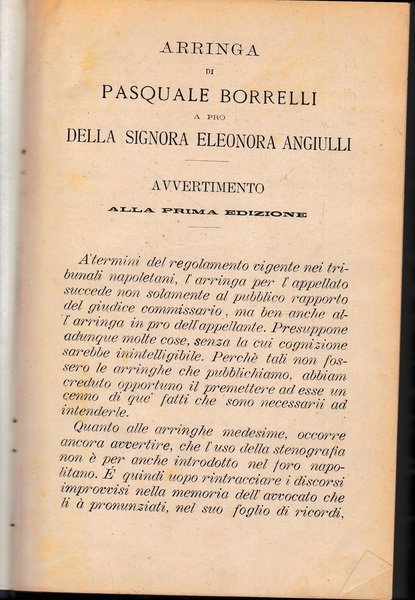 ARRINGA
DI
PASQUALE BORRELLI
A PRO
DELLA SIGNORA ELEONORA ANGIULLI
AVVERTIMENTO
ALLA PRIMA EDIZIONE
A' termini del regolamento vigente nei tri-
bunali napoletani, l'arringa per l'appellato
succede non solamente al pubblico rapporto
del giudice commissario, ma ben anche al-
l'arringa in pro dell'appellante. Presuppone
adunque molte cose, senza la cui cognizione
sarebbe inintelligibile. Perchè tali non fos-
sero le arringhe che pubblichiamo, abbiam
creduto opportuno il premettere ad esse un
cenno di que' fatti che sono necessarii ad
intenderle.
Quanto alle arringhe medesime, occorre
ancora avvertire, che l'uso della stenografia
non è per anche introdotto nel foro napo-
litano. É quindi uopo rintracciare i discorsi
improvvisi nella memoria dell'avvocato che
li à pronunziati, nel suo foglio di ricordi,